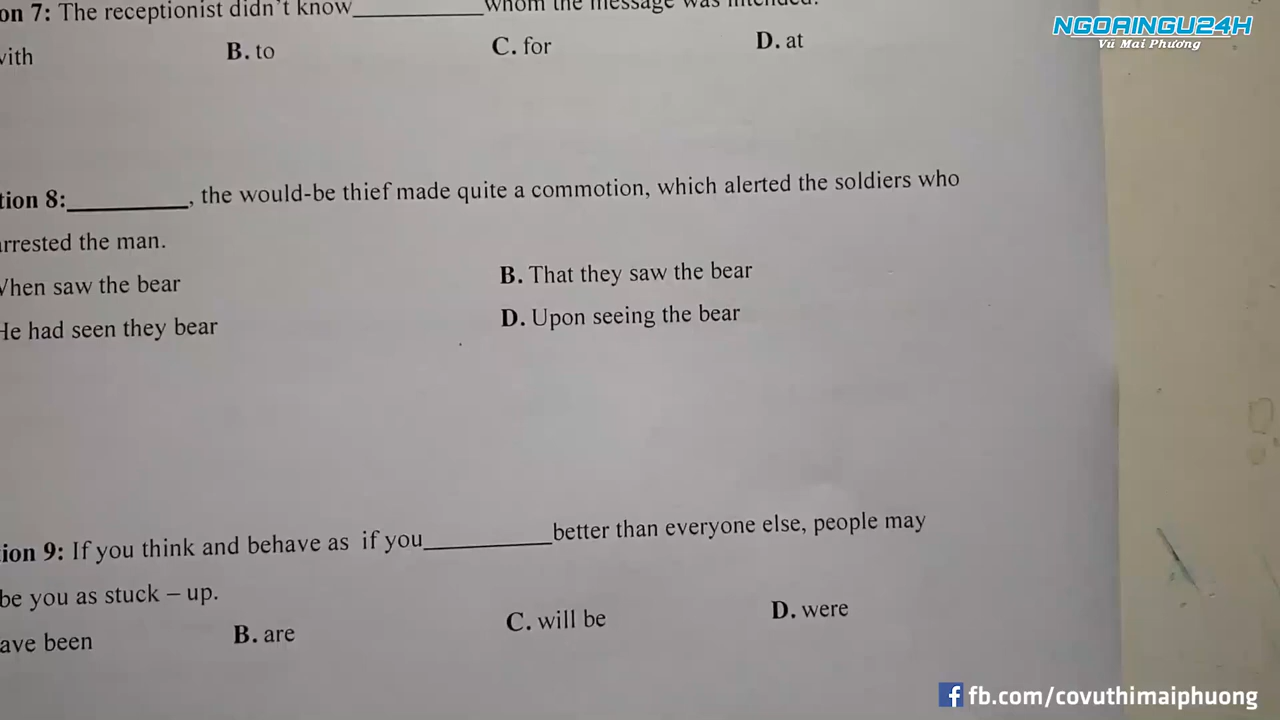 on 7: The receptionist didn't know__________whom the message was intended.
with B. to C. for D. at
NGOAINGU24H
Vũ Mai Phương
tion 8:__________, the would-be thief made quite a commotion, which alerted the soldiers who
arrested the man.
When saw the bear B. That they saw the bear
He had seen they bear D. Upon seeing the bear
ion 9: If you think and behave as if you__________better than everyone else, people may
be you as stuck – up.
ave been B. are C. will be D. were
fb.com/covuthimaiphuong